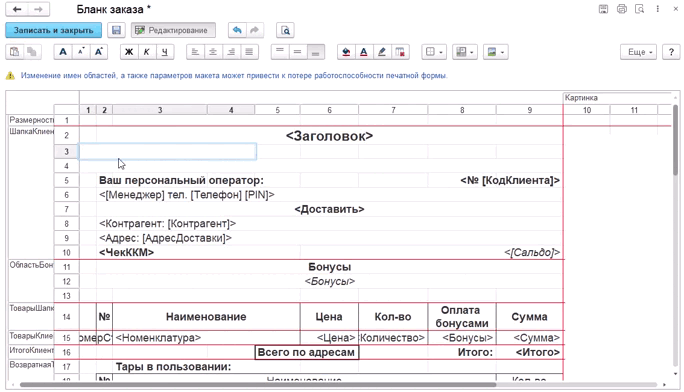 Бланк заказа *
Записать и закрыть
Редактирование
А А А Ж К Ч Еще ?
Изменение имен областей, а также параметров макета может привести к потере работоспособности печатной формы.
Картинка
1 2 3 4 5 6 7 8 9 10 11
Размерност 1
ШапкаКлиен 2 <Заголовок>
3
4
5 Ваш персональный оператор: <№ [КодКлиента]>
6 <[Менеджер] тел. [Телефон] [PIN]>
7 <Доставить>
8 <Контрагент: [Контрагент]>
9 <Адрес: [АдресДоставки]>
10 <ЧекККМ> <[Сальдо]>
ОбластьБон 11 Бонусы
12 <Бонусы>
13
ТоварыШапк 14 № Наименование Цена Кол-во Оплата бонусами Сумма
ТоварыКлие 15 омерС <Номенклатура> <Цена> Количество> <Бонусы> <Сумма>
ИтогоКлиент 16 Всего по адресам Итого: <Итого>
ВозвратнаяТ 17 Тары в пользовании:
18 № Наименование Кол-во